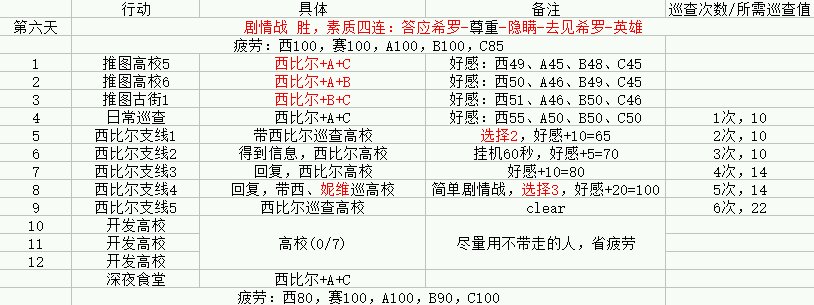 行动 具体 备注 巡查次数/所需巡查值
第六天 剧情战 胜，素质四连：答应希罗-尊重-隐瞒-去见希罗-英雄
疲劳：西100，赛100，A100，B100，C85
1 推图高校5 西比尔+A+C 好感：西49、A45、B48、C45
2 推图高校6 西比尔+A+B 好感：西50、A46、B49、C45
3 推图古街1 西比尔+B+C 好感：西51、A46、B50、C46
4 日常巡查 西比尔+A+C 好感：西55、A50、B50、C50 1次，10
5 西比尔支线1 带西比尔巡查高校 选择2，好感+10=65 2次，10
6 西比尔支线2 得到信息，西比尔高校 挂机60秒，好感+5=70 3次，10
7 西比尔支线3 回复，西比尔高校 好感+10=80 4次，14
8 西比尔支线4 回复，带西、妮维巡高校 简单剧情战，选择3，好感+20=100 5次，14
9 西比尔支线5 西比尔巡查高校 clear 6次，22
10 开发高校
11 开发高校 高校(0/7) 尽量用不带走的人，省疲劳
12 开发高校
深夜食堂 西比尔+A+C
疲劳：西80，赛100，A100，B90，C100